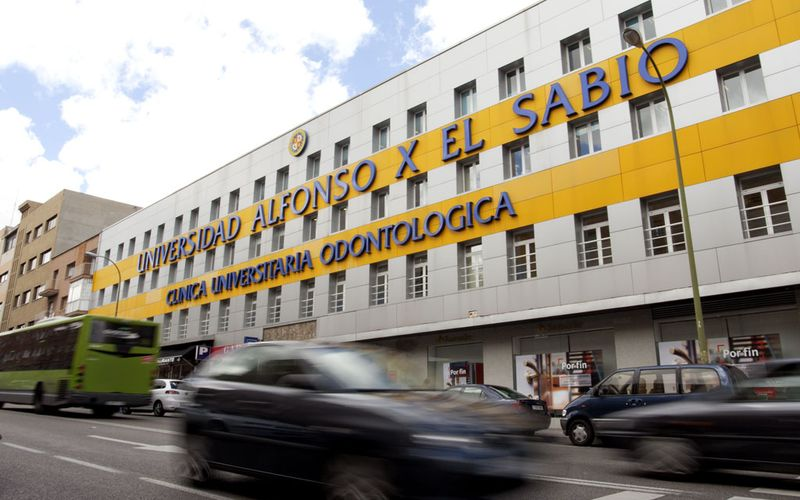 UNIVERSIDAD ALFONSO X EL SABIO
CLINICA UNIVERSITARIA ODONTOLOGICA
P
Por fin
Por fin
Por fin